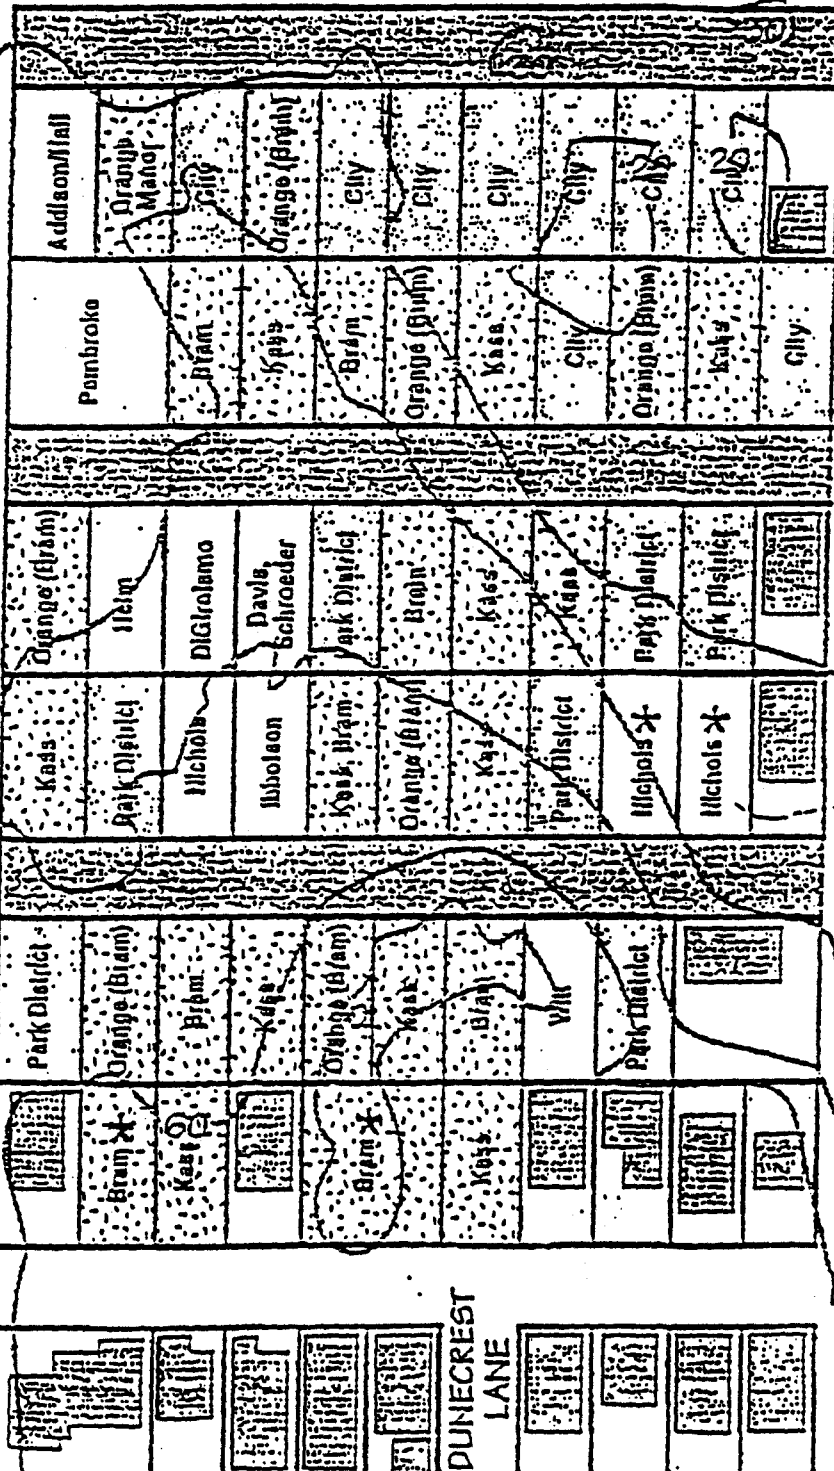 Addison/Hall
Orange
Manor
City
Orange (Bram)
City
City
City
City
City
City
Pembroke
Bram
Kass
Bram
Orange (Bram)
Kass
City
Orange (Bram)
Kass
City
Orange (Bram)
Helm
DiGirolamo
Davis,
Schroeder
Park District
Bram
Kass
Kass
Park District
Park District
Kass
Park District
Nichols
Ibbotson
Kass Bram
Orange (Bram)
Kass
Park District
Nichols *
Nichols *
Park District
Orange (Bram)
Bram
Kass
Orange (Bram)
Kass
Bram
Witt
Park District
Bram *
Kass
Bram *
Kass
DUNECREST
LANE